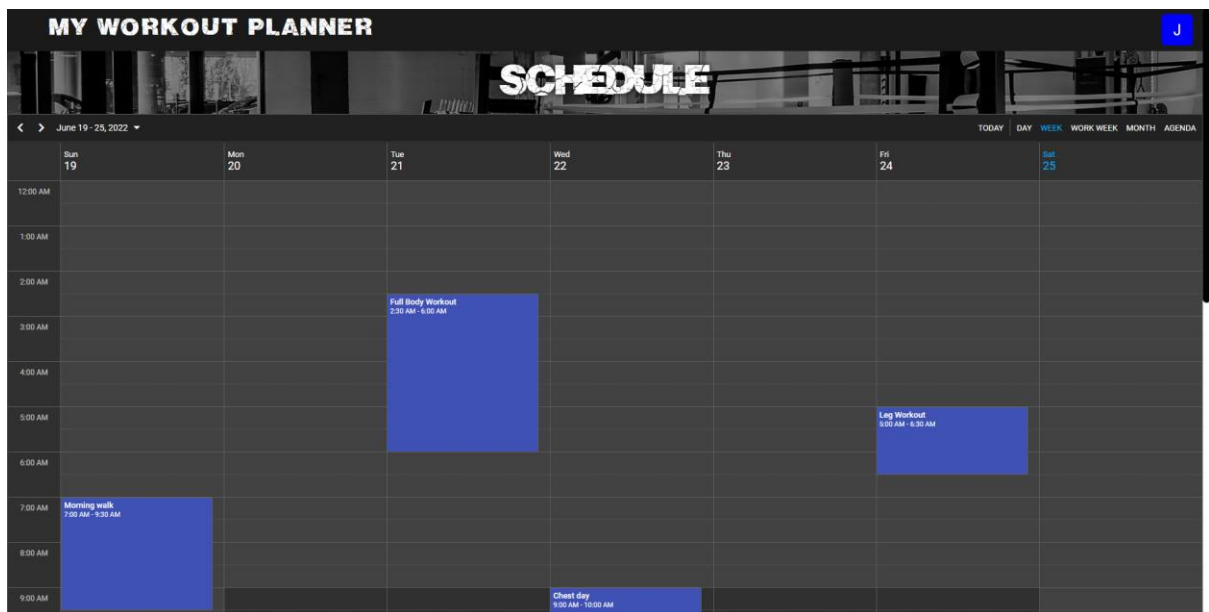 MY WORKOUT PLANNER
J
SCHEDULE
June 19 - 25, 2022
TODAY DAY WEEK WORK WEEK MONTH AGENDA
Sun Mon Tue Wed Thu Fri Sat
19 20 21 22 23 24 25
12:00 AM
1:00 AM
2:00 AM
Full Body Workout
2:30 AM - 6:00 AM
3:00 AM
4:00 AM
5:00 AM
Leg Workout
5:00 AM - 6:30 AM
6:00 AM
7:00 AM
Morning walk
7:00 AM - 9:30 AM
8:00 AM
9:00 AM
Chest day
9:00 AM - 10:00 AM